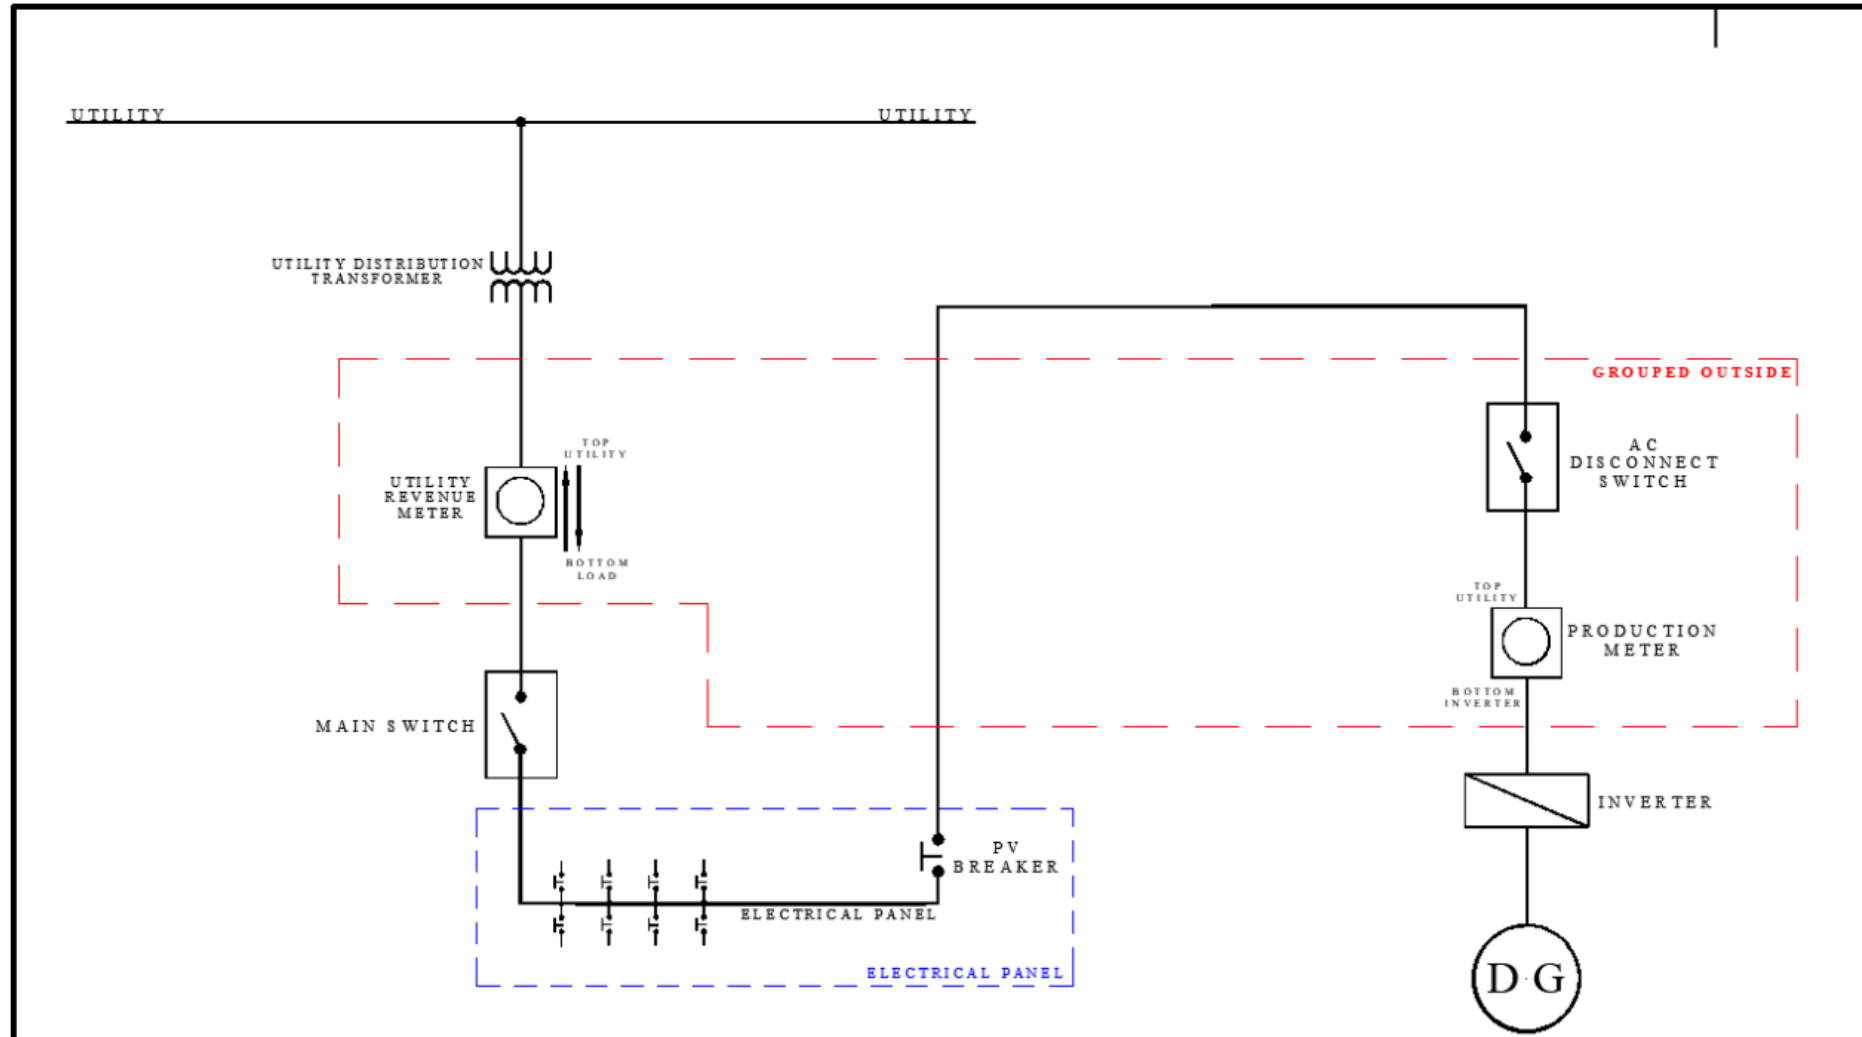 UTILITY
UTILITY
UTILITY DISTRIBUTION
TRANSFORMER
GROUPED OUTSIDE
TOP
UTILITY
UTILITY
REVENUE
METER
BOTTOM
LOAD
AC
DISCONNECT
SWITCH
TOP
UTILITY
PRODUCTION
METER
BOTTOM
INVERTER
MAIN SWITCH
INVERTER
PV
BREAKER
ELECTRICAL PANEL
ELECTRICAL PANEL
D·G